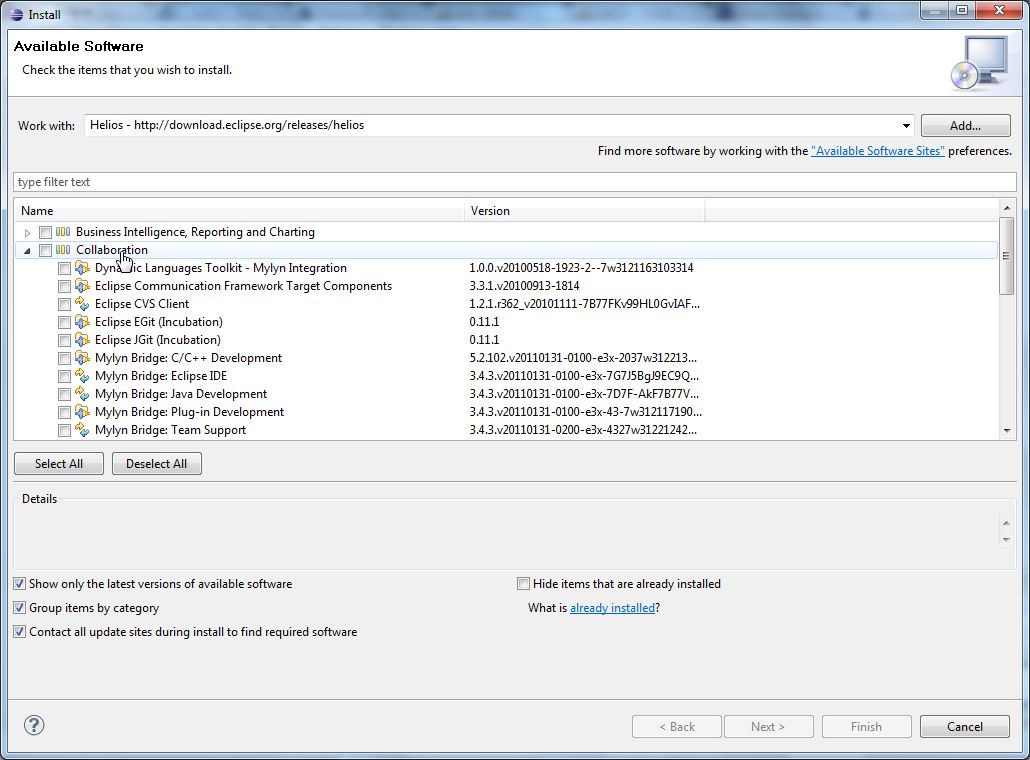 Install
Available Software
Check the items that you wish to install.
Work with: Helios - http://download.eclipse.org/releases/helios Add...
Find more software by working with the "Available Software Sites" preferences.
type filter text
Name Version
Business Intelligence, Reporting and Charting
Collaboration
Languages Toolkit - Mylyn Integration 1.0.0.v20100518-1923-2--7w3121163103314
Eclipse Communication Framework Target Components 3.3.1.v20100913-1814
Eclipse CVS Client 1.2.1.r362_v20101111-7B77FKv99HL0GvIAF...
Eclipse EGit (Incubation) 0.11.1
Eclipse JGit (Incubation) 0.11.1
Mylyn Bridge: C/C++ Development 5.2.102.v20110131-0100-e3x-2037w312213...
Mylyn Bridge: Eclipse IDE 3.4.3.v20110131-0100-e3x-7G7J5BgJ9EC9Q...
Mylyn Bridge: Java Development 3.4.3.v20110131-0100-e3x-7D7F-AkF7B77V...
Mylyn Bridge: Plug-in Development 3.4.3.v20110131-0100-e3x-43-7w312117190...
Mylyn Bridge: Team Support 3.4.3.v20110131-0200-e3x-4327w31221242...
Select All Deselect All
Details
Show only the latest versions of available software Hide items that are already installed
Group items by category What is already installed?
Contact all update sites during install to find required software
? < Back Next > Finish Cancel